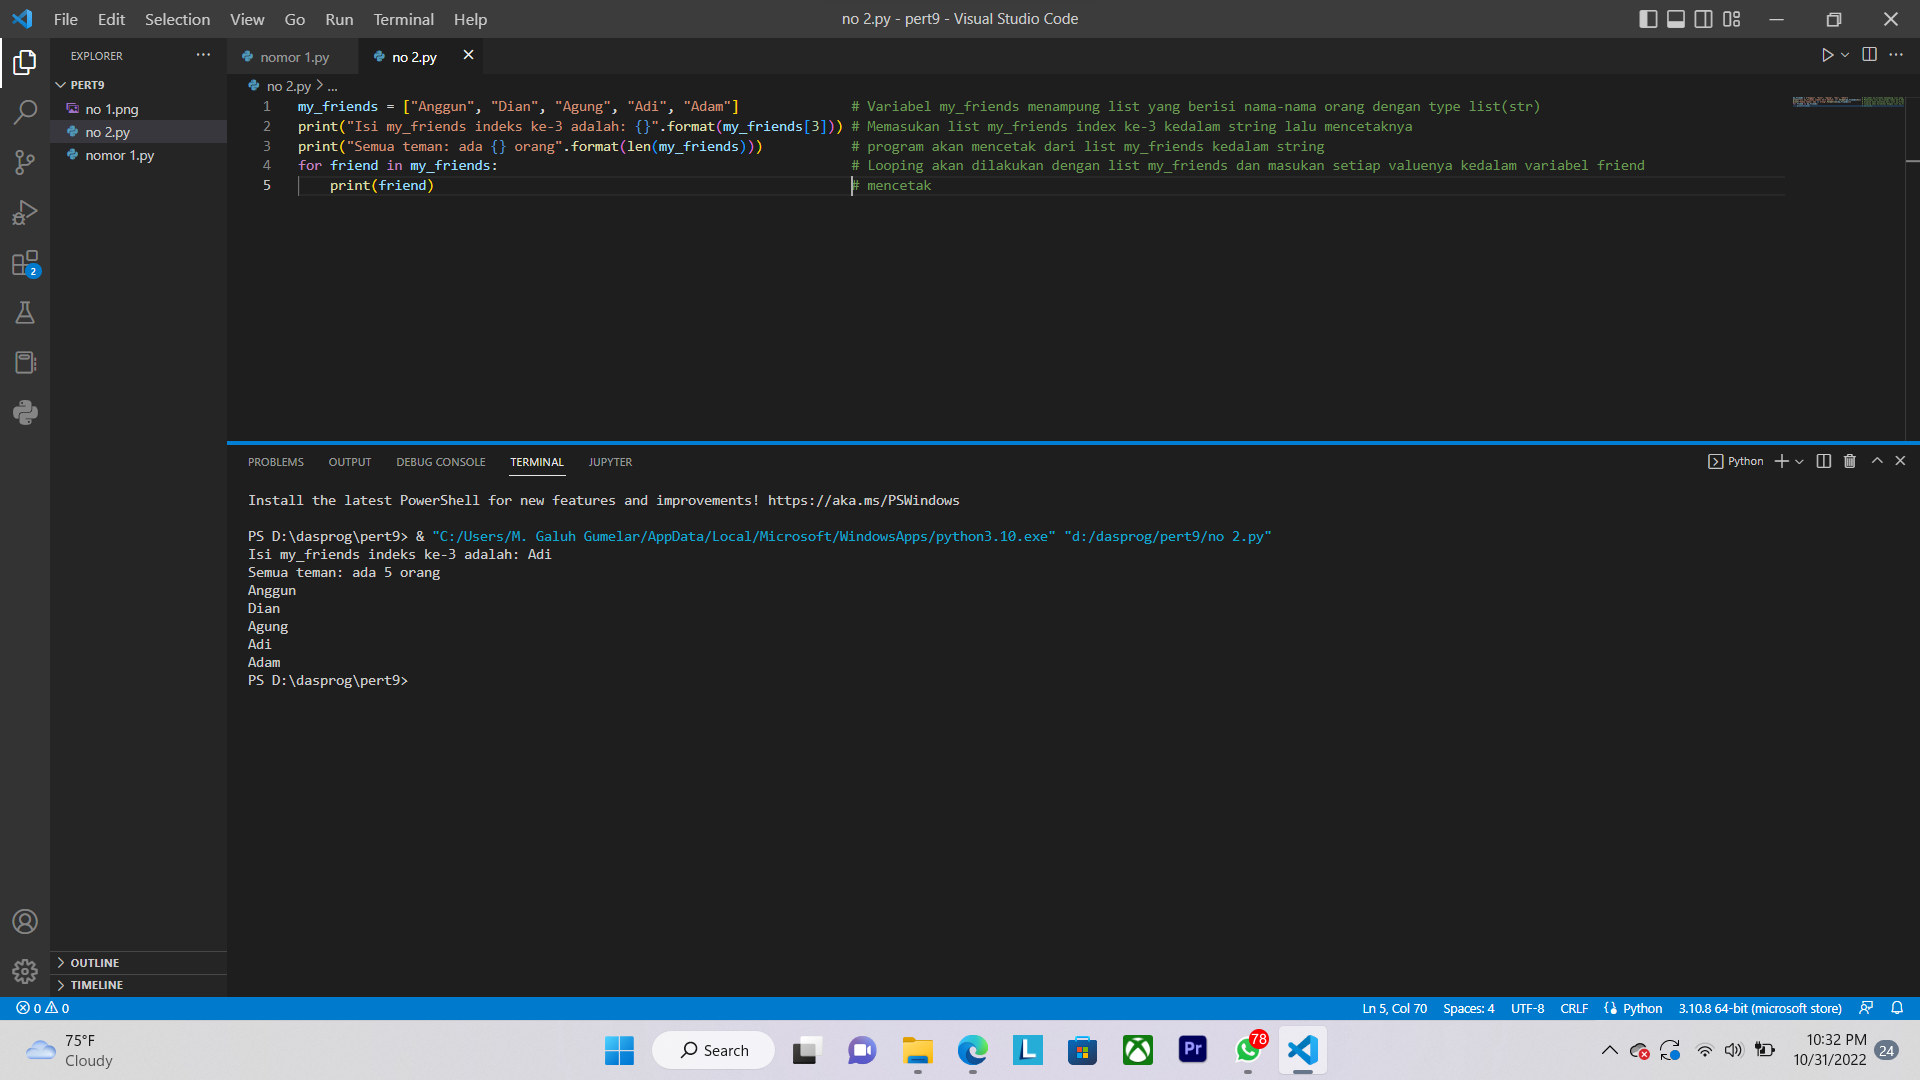 File Edit Selection View Go Run Terminal Help
no 2.py - pert9 - Visual Studio Code
EXPLORER
PERT9
no 1.png
no 2.py
nomor 1.py
OUTLINE
TIMELINE
nomor 1.py
no 2.py
no 2.py > ...
1 my_friends = ["Anggun", "Dian", "Agung", "Adi", "Adam"] # Variabel my_friends menampung list yang berisi nama-nama orang dengan type list(str)
2 print("Isi my_friends indeks ke-3 adalah: {}".format(my_friends[3])) # Memasukan list my_friends index ke-3 kedalam string lalu mencetaknya
3 print("Semua teman: ada {} orang".format(len(my_friends))) # program akan mencetak dari list my_friends kedalam string
4 for friend in my_friends: # Looping akan dilakukan dengan list my_friends dan masukan setiap valuenya kedalam variabel friend
5 print(friend) # mencetak
PROBLEMS OUTPUT DEBUG CONSOLE TERMINAL JUPYTER
Python
Install the latest PowerShell for new features and improvements! https://aka.ms/PSWindows
PS D:\dasprog\pert9> & "C:/Users/M. Galuh Gumelar/AppData/Local/Microsoft/WindowsApps/python3.10.exe" "d:/dasprog/pert9/no 2.py"
Isi my_friends indeks ke-3 adalah: Adi
Semua teman: ada 5 orang
Anggun
Dian
Agung
Adi
Adam
PS D:\dasprog\pert9>
2
0 0
Ln 5, Col 70 Spaces: 4 UTF-8 CRLF Python 3.10.8 64-bit (microsoft store)
75°F
Cloudy
Search
L
Pr
78
10:32 PM
10/31/2022
24